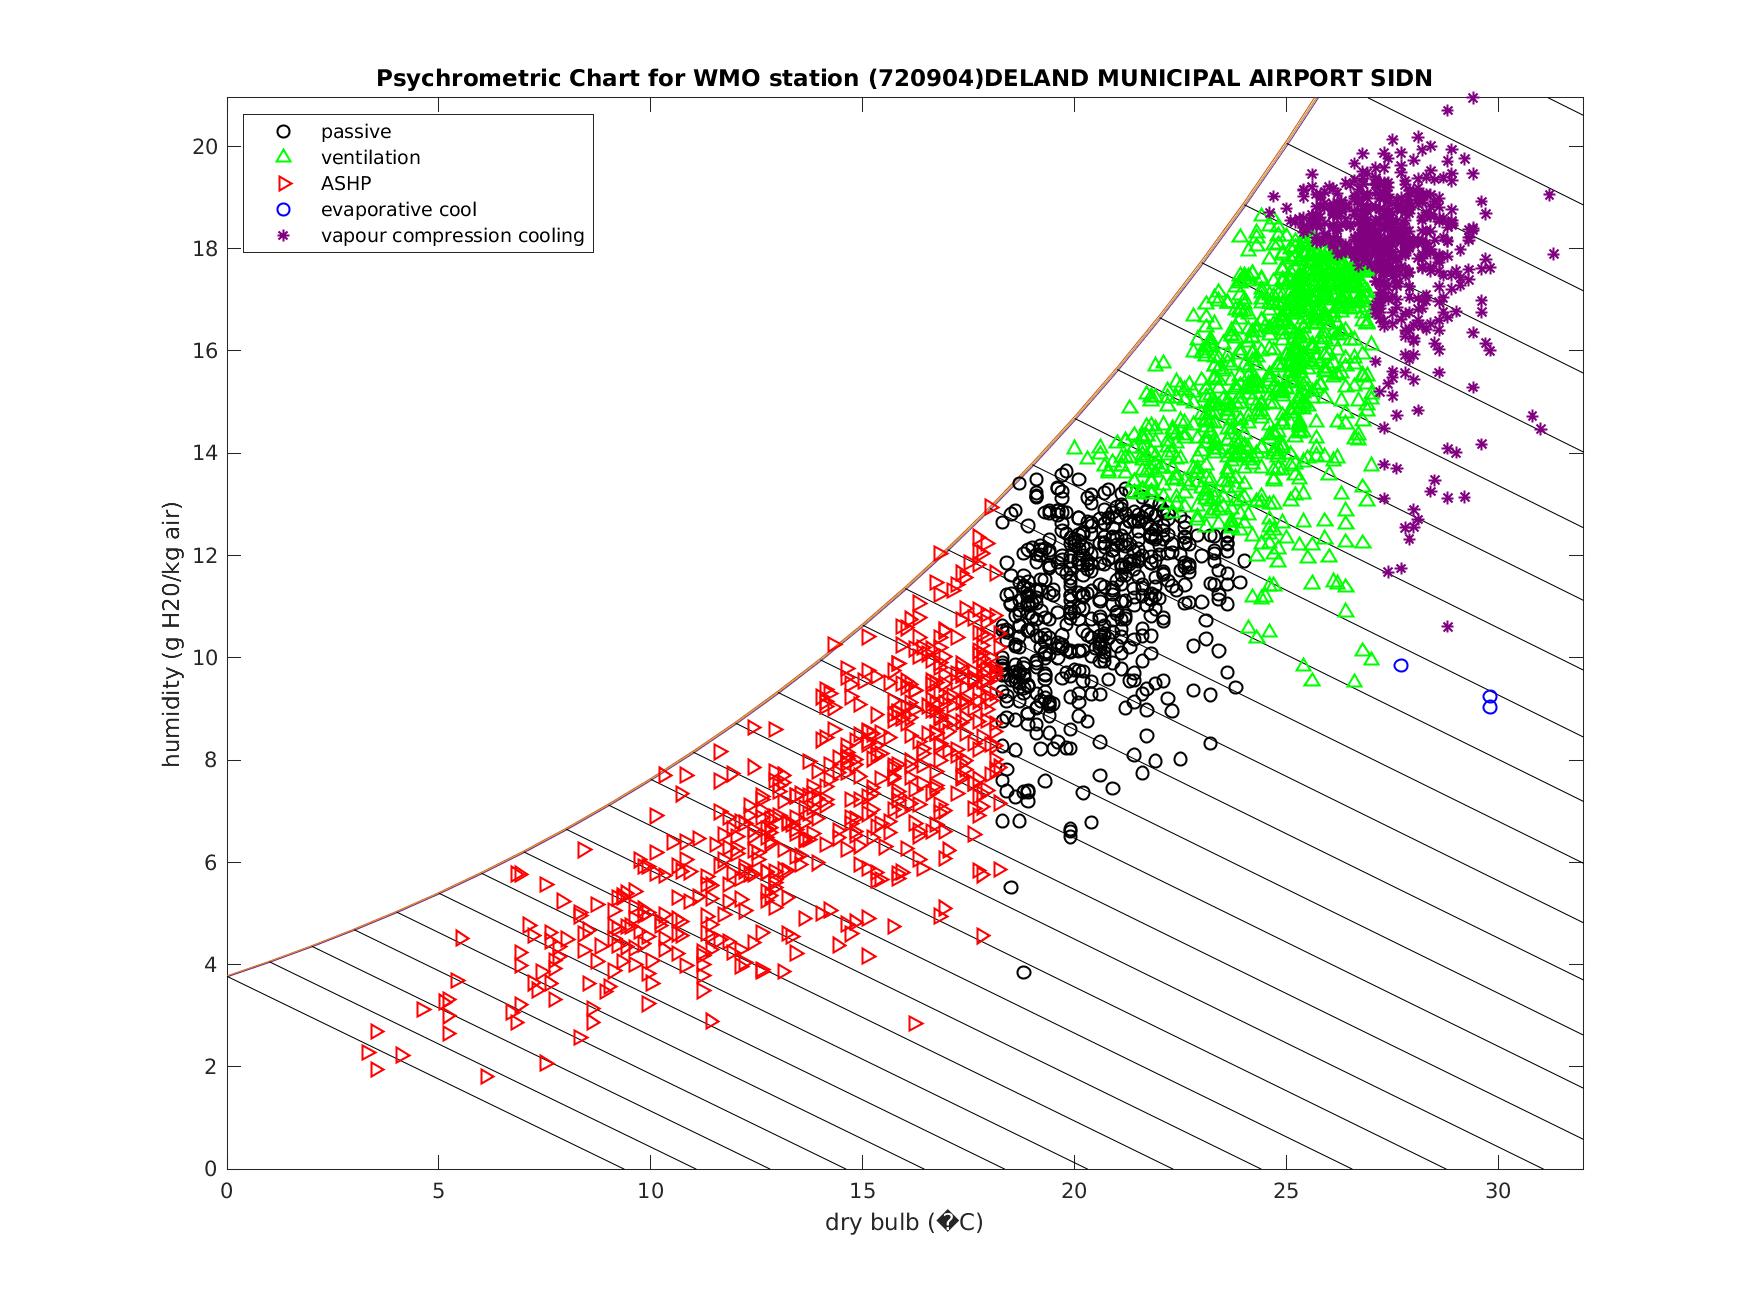 Psychrometric Chart for WMO station (720904)DELAND MUNICIPAL AIRPORT SIDN
passive
ventilation
ASHP
evaporative cool
vapour compression cooling
20
18
16
14
12
10
8
6
4
2
0
humidity (g H20/kg air)
0 5 10 15 20 25 30
dry bulb (�C)